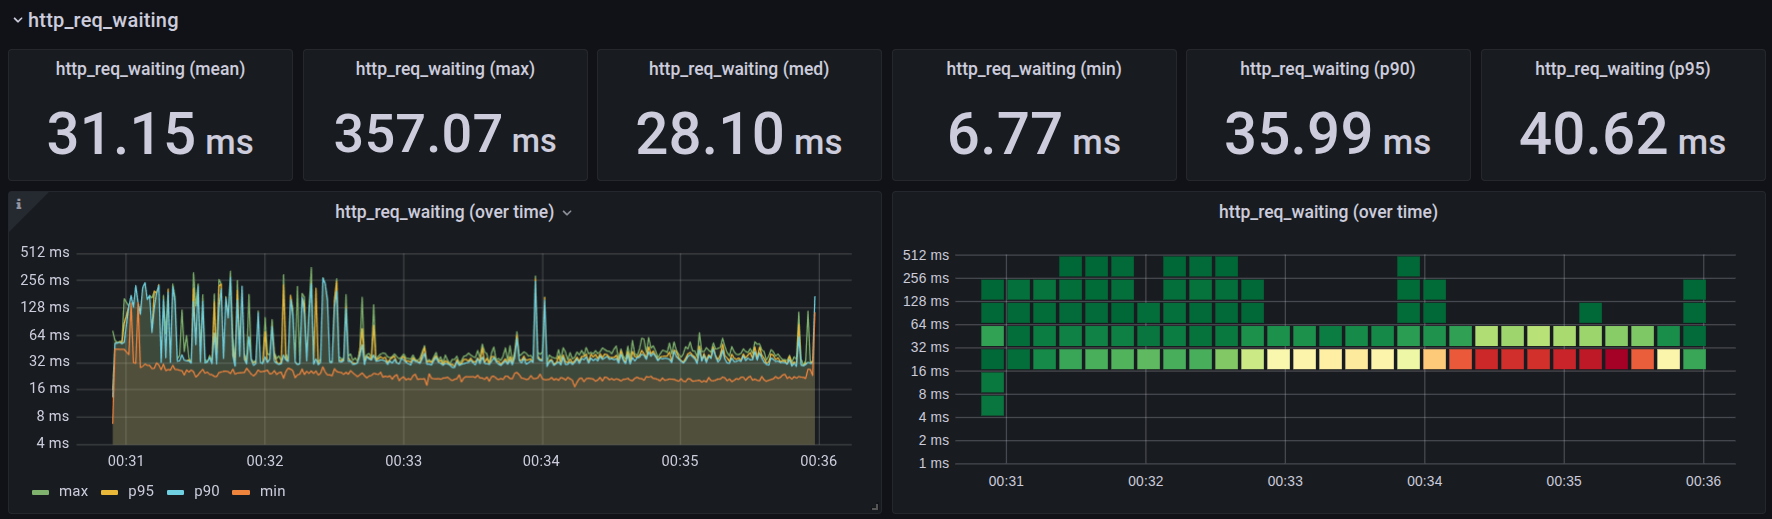 http_req_waiting
http_req_waiting (mean)
31.15 ms
http_req_waiting (max)
357.07 ms
http_req_waiting (med)
28.10 ms
http_req_waiting (min)
6.77 ms
http_req_waiting (p90)
35.99 ms
http_req_waiting (p95)
40.62 ms
i
http_req_waiting (over time)
512 ms
256 ms
128 ms
64 ms
32 ms
16 ms
8 ms
4 ms
00:31 00:32 00:33 00:34 00:35 00:36
max p95 p90 min
http_req_waiting (over time)
512 ms
256 ms
128 ms
64 ms
32 ms
16 ms
8 ms
4 ms
2 ms
1 ms
00:31 00:32 00:33 00:34 00:35 00:36